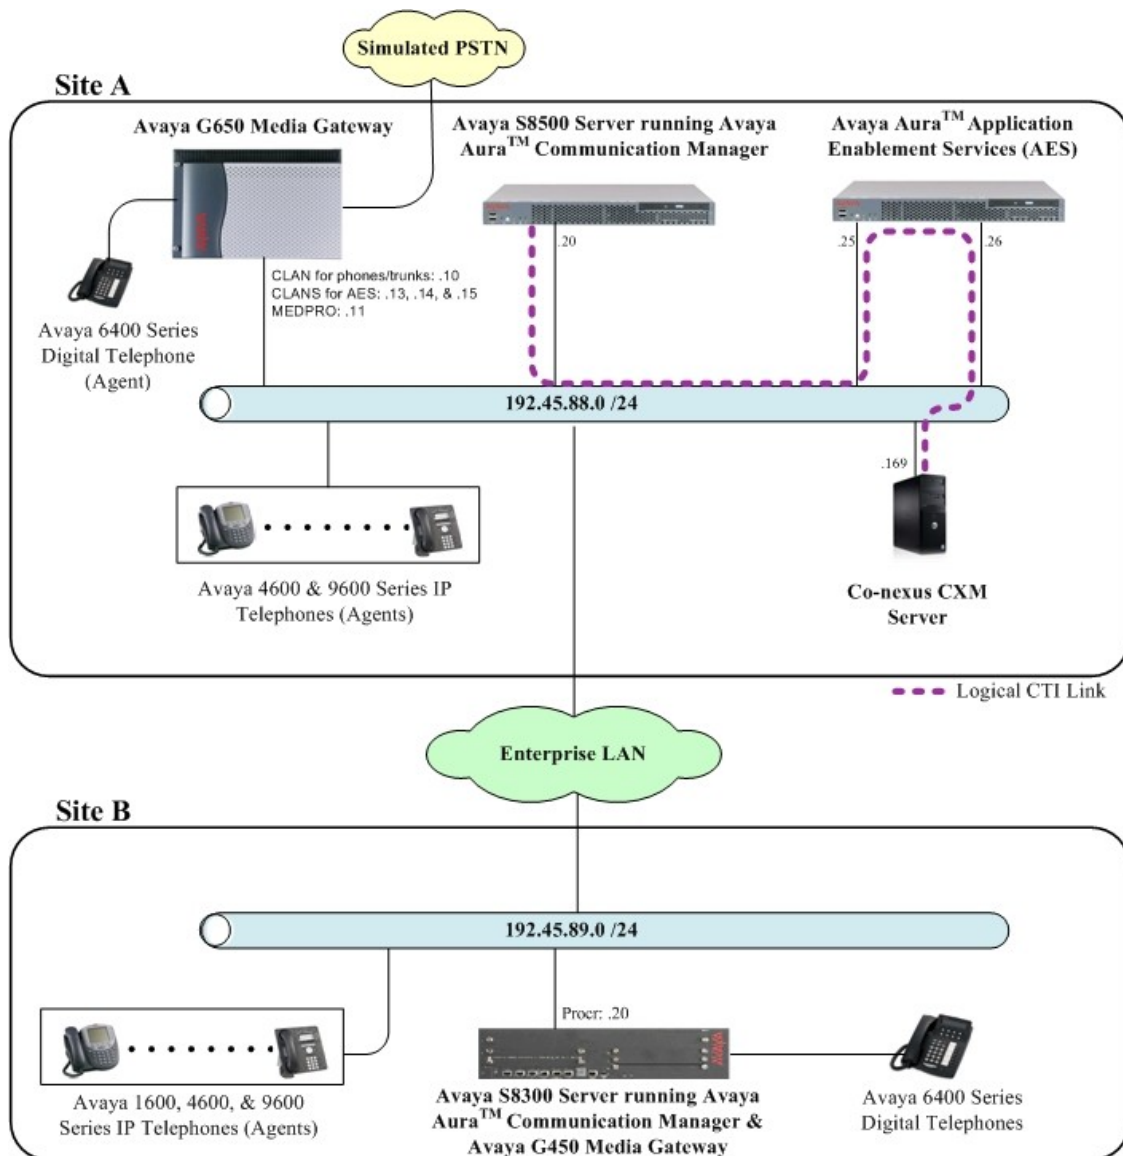 Simulated PSTN
Site A
Avaya G650 Media Gateway
Avaya S8500 Server running Avaya
Aura™ Communication Manager
Avaya Aura™ Application
Enablement Services (AES)
.20
.25
.26
CLAN for phones/trunks: .10
CLANS for AES: .13, .14, & .15
MEDPRO: .11
Avaya 6400 Series
Digital Telephone
(Agent)
192.45.88.0 /24
.169
Avaya 4600 & 9600 Series IP
Telephones (Agents)
Co-nexus CXM
Server
Logical CTI Link
Enterprise LAN
Site B
192.45.89.0 /24
Procr: .20
Avaya 1600, 4600, & 9600
Series IP Telephones (Agents)
Avaya S8300 Server running Avaya
Aura™ Communication Manager &
Avaya G450 Media Gateway
Avaya 6400 Series
Digital Telephones